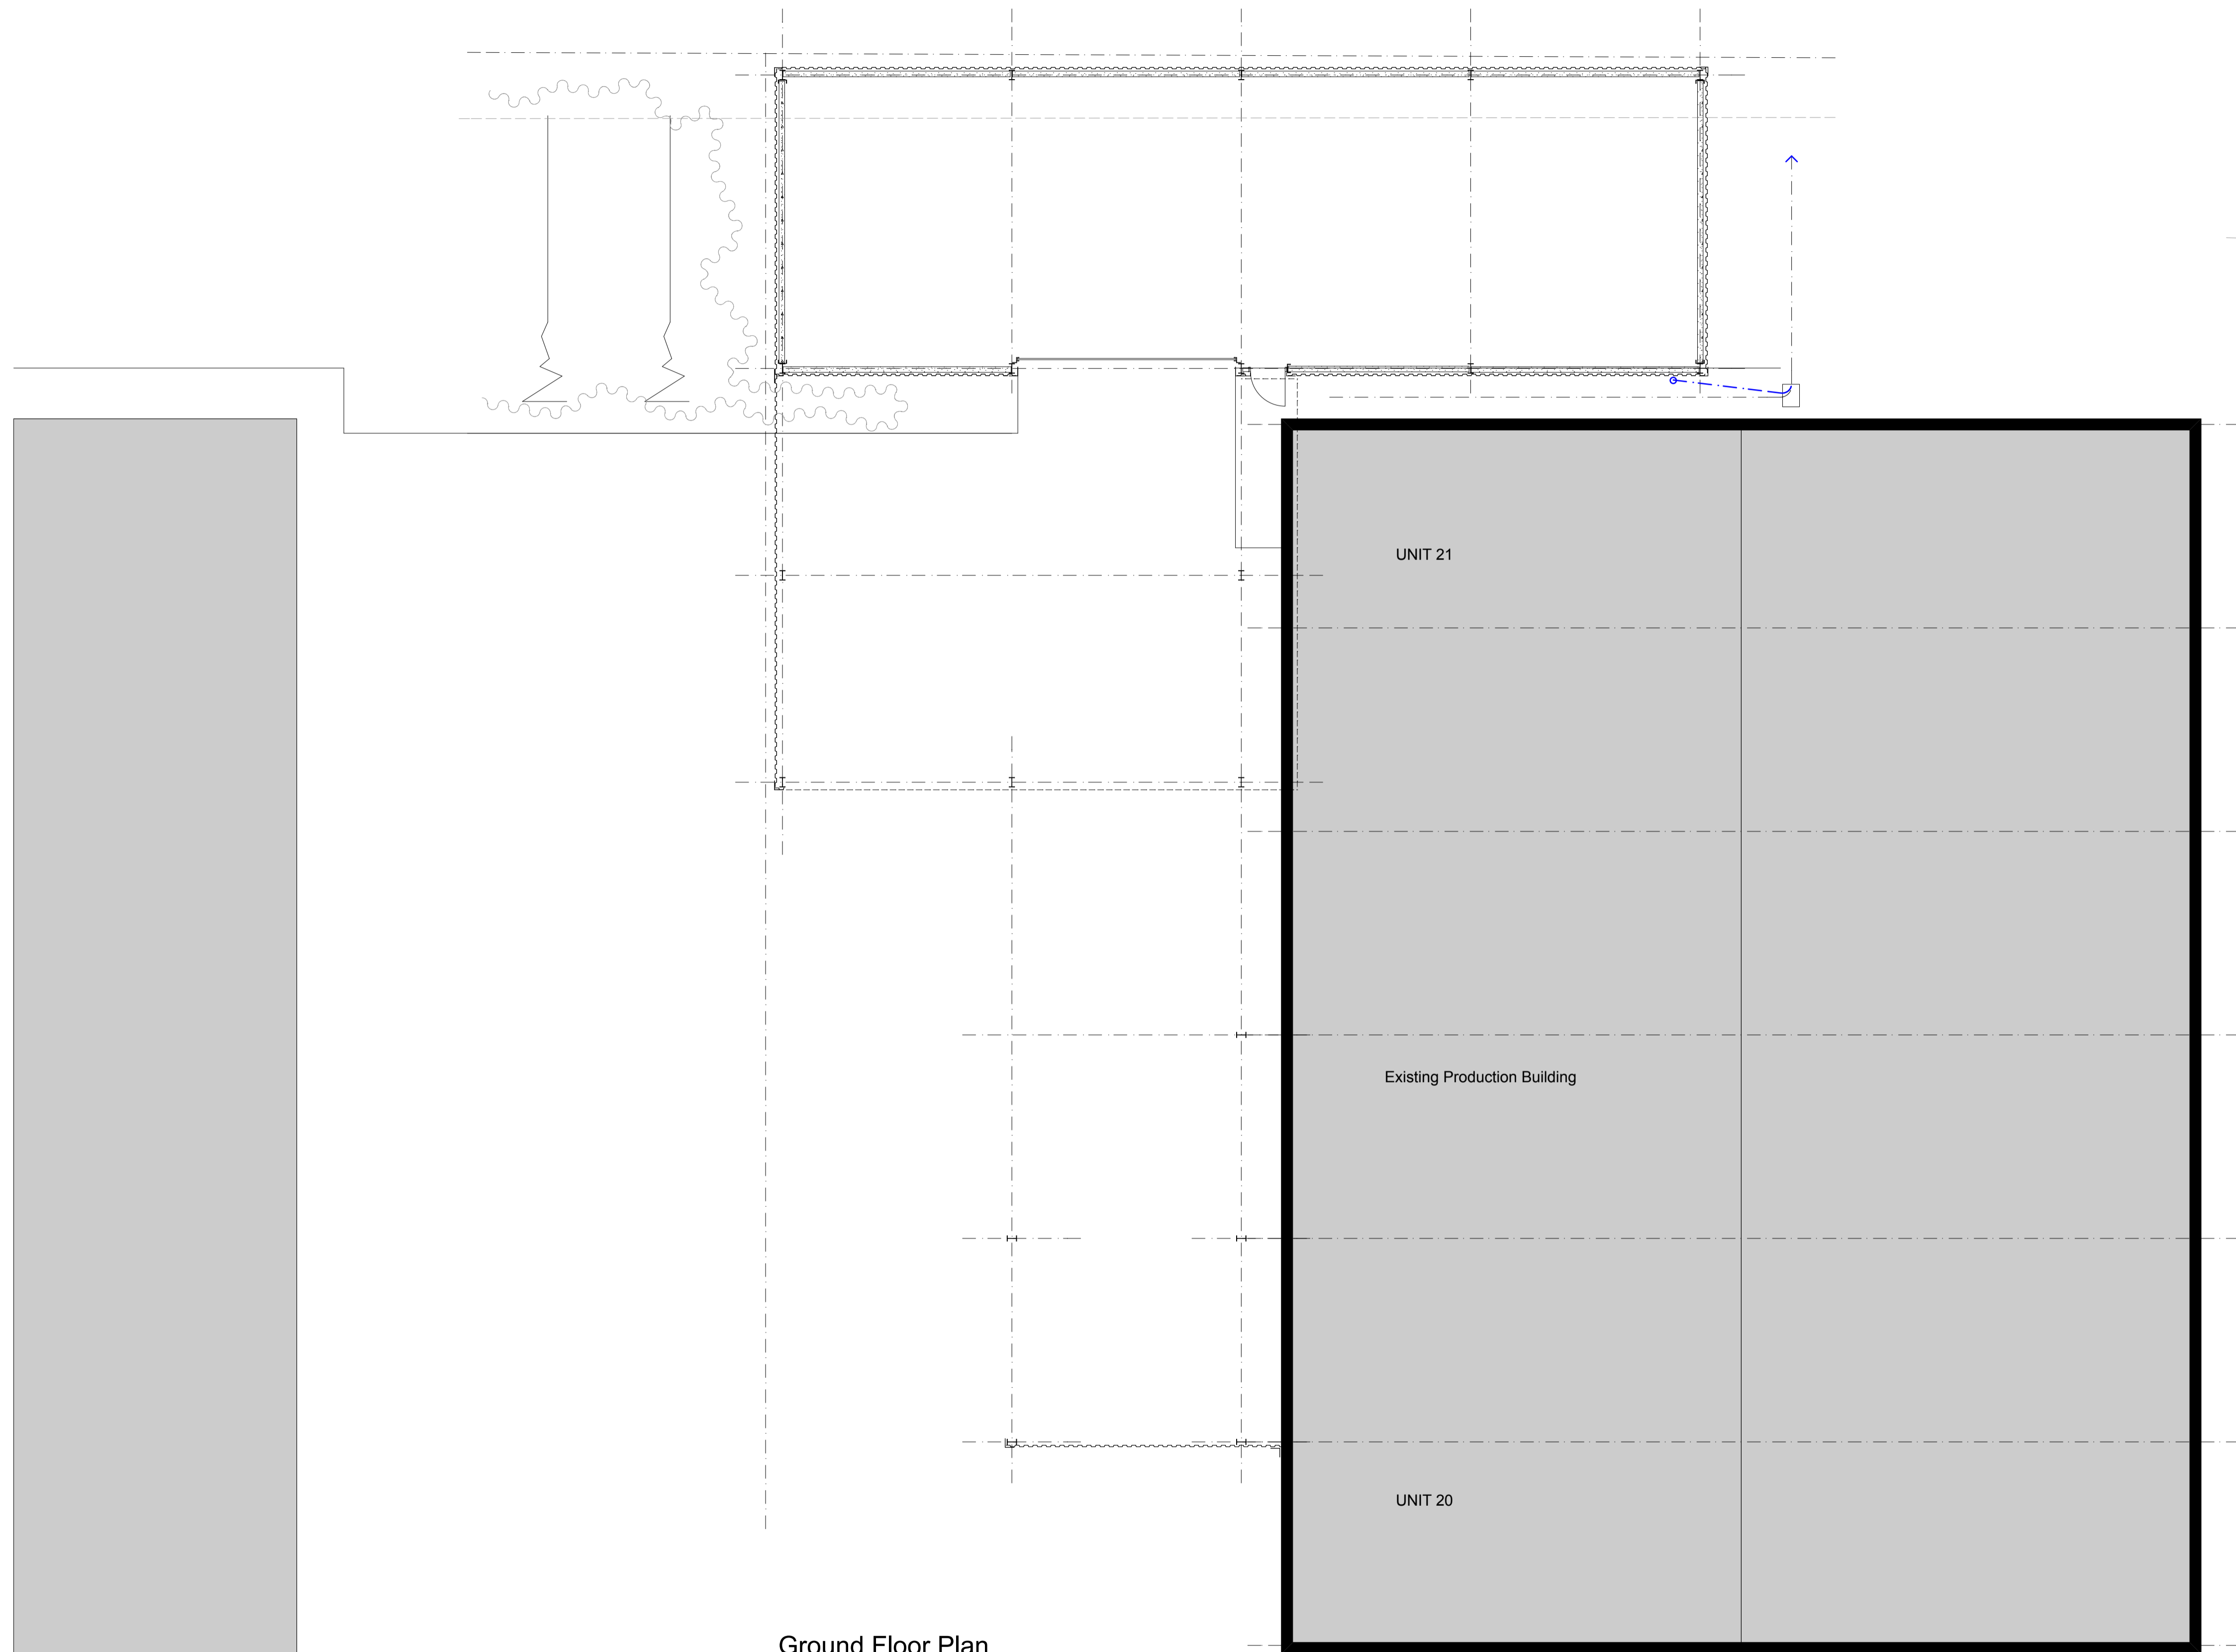 UNIT 21
Existing Production Building
UNIT 20
Ground Floor Plan